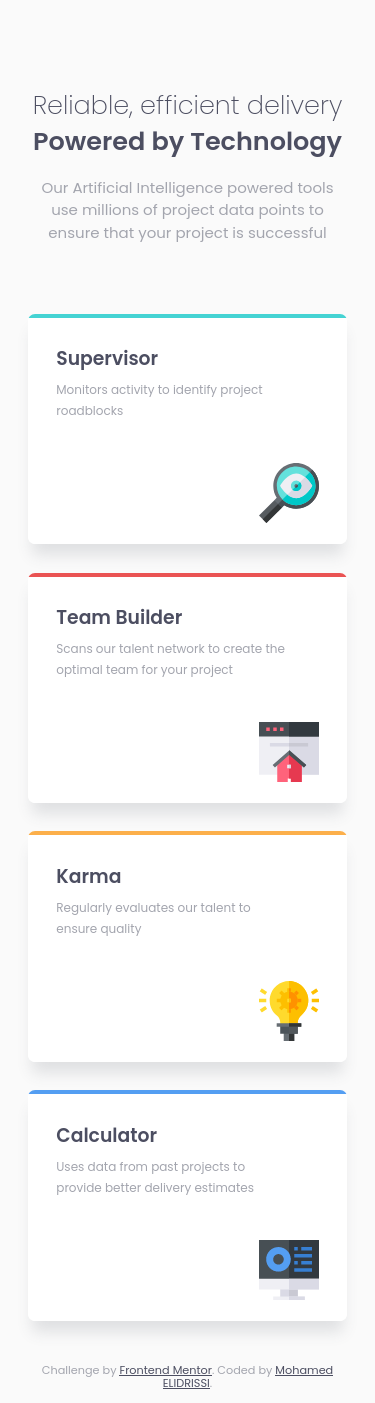 Reliable, efficient delivery
Powered by Technology
Our Artificial Intelligence powered tools
use millions of project data points to
ensure that your project is successful
Supervisor
Monitors activity to identify project
roadblocks
Team Builder
Scans our talent network to create the
optimal team for your project
Karma
Regularly evaluates our talent to
ensure quality
Calculator
Uses data from past projects to
provide better delivery estimates
Challenge by Frontend Mentor. Coded by Mohamed
ELIDRISSI.